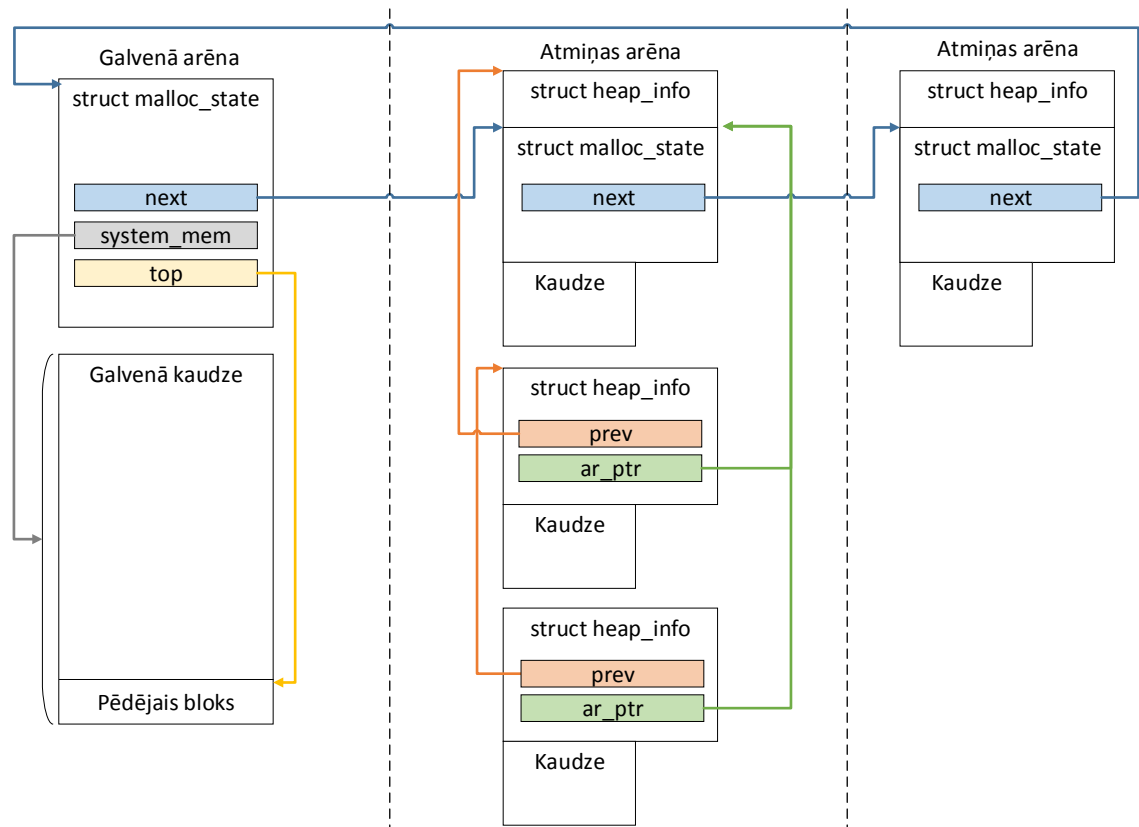 Galvenā arēna
struct malloc_state
next
system_mem
top
Galvenā kaudze
Pēdējais bloks
Atmiņas arēna
struct heap_info
struct malloc_state
next
Kaudze
struct heap_info
prev
ar_ptr
Kaudze
struct heap_info
prev
ar_ptr
Kaudze
Atmiņas arēna
struct heap_info
struct malloc_state
next
Kaudze